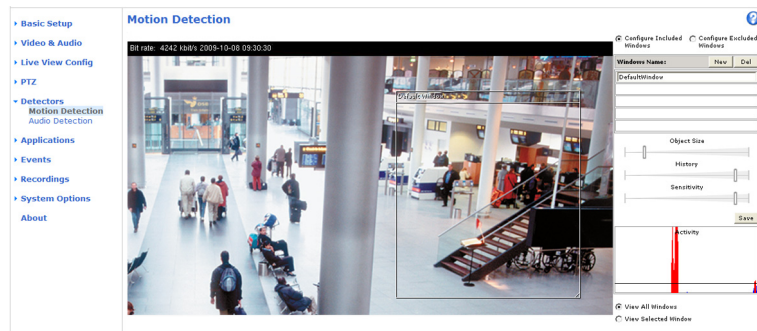 Motion Detection
Basic Setup
Video & Audio
Live View Config
PTZ
Detectors
Motion Detection
Audio Detection
Applications
Events
Recordings
System Options
About
Bit rate: 4242 kbit/s 2009-10-08 09:30:30
Default Window
Configure Included Windows
Configure Excluded Windows
Windows Name:
New
Del
DefaultWindow
Object Size
History
Sensitivity
Save
Activity
View All Windows
View Selected Window